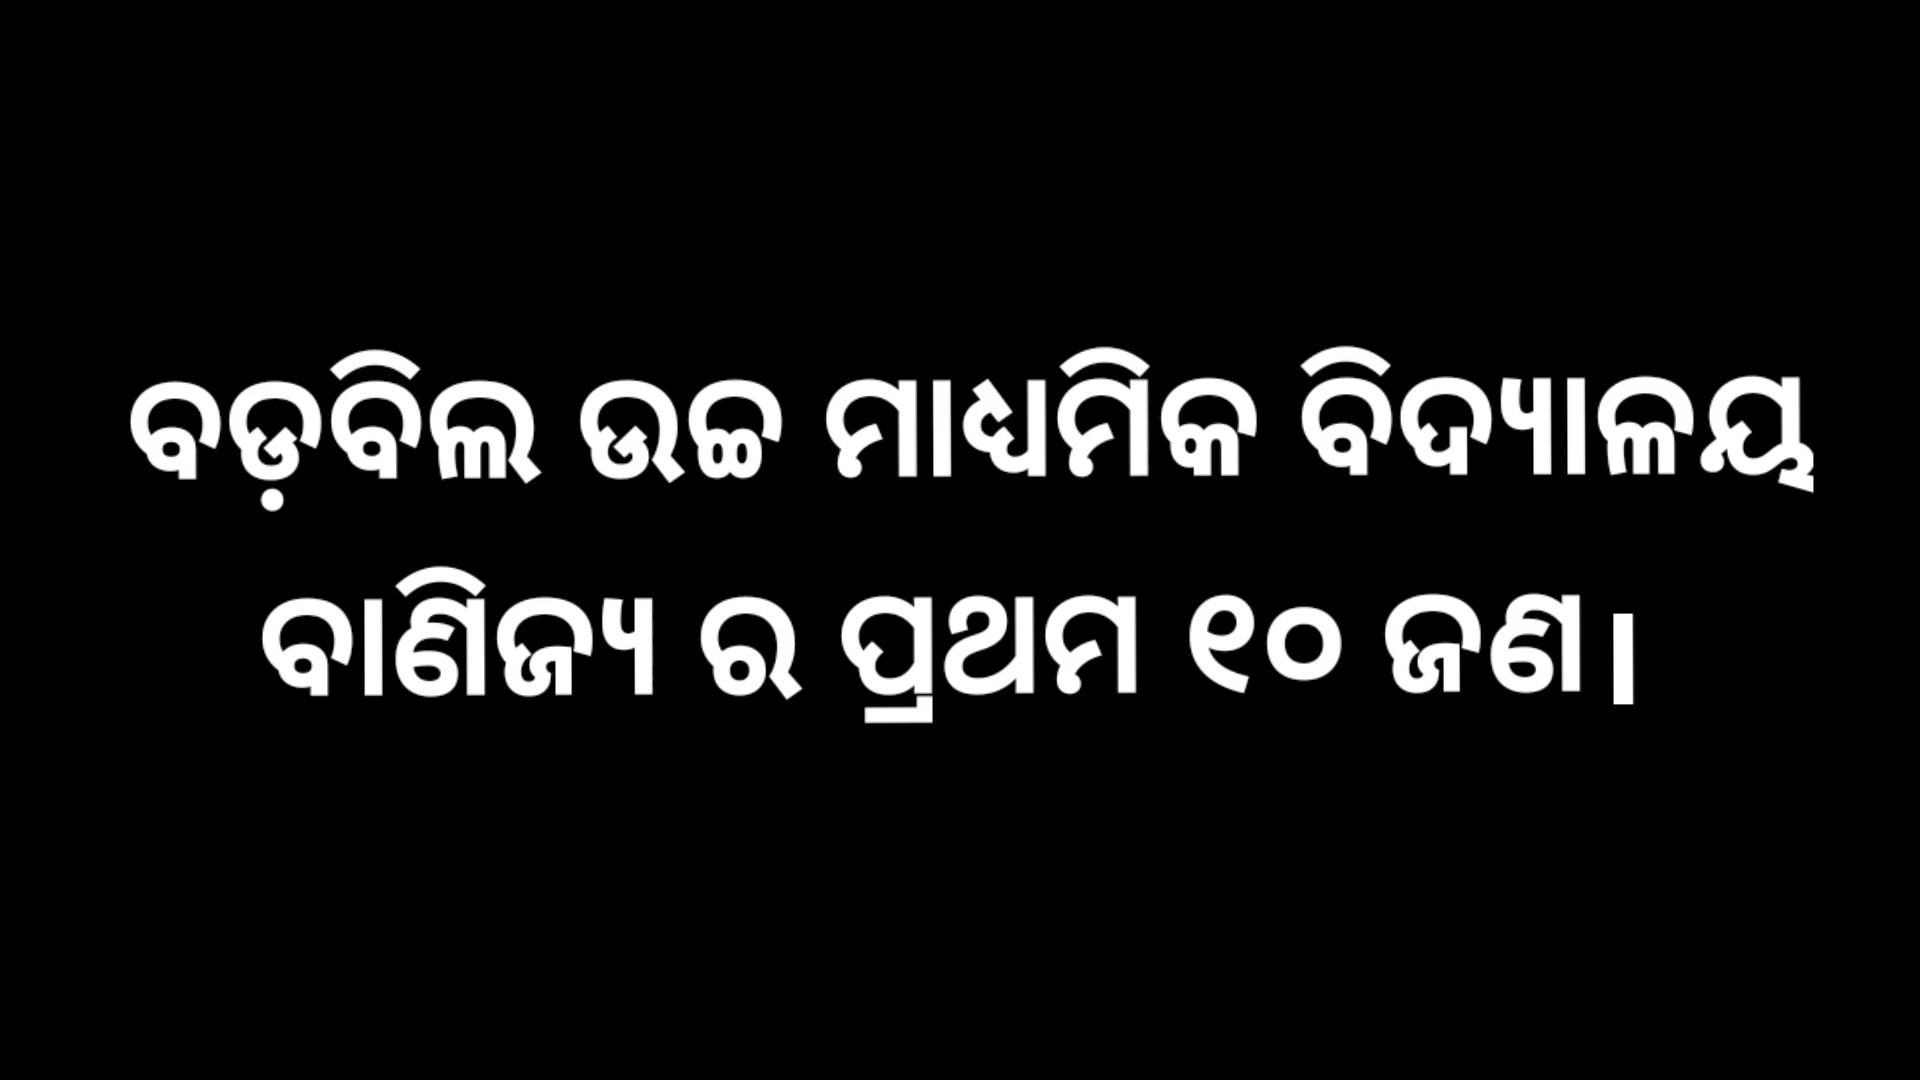 ବଡ଼ବିଲ ଉଚ୍ଚ ମାଧ୍ୟମିକ ବିଦ୍ୟାଳୟ
ବାଣିଜ୍ୟ ର ପ୍ରଥମ ୧୦ ଜଣ।